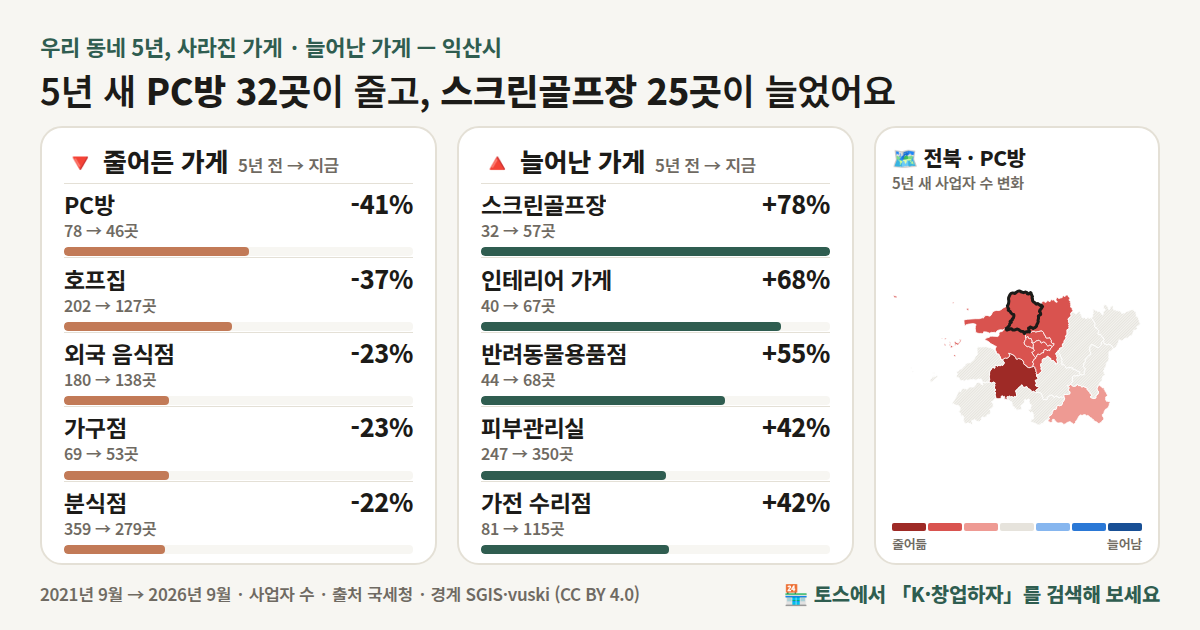 우리 동네 5년, 사라진 가게 · 늘어난 가게 — 익산시
5년 새 PC방 32곳이 줄고, 스크린골프장 25곳이 늘었어요
줄어든 가게 5년 전 → 지금
PC방 -41%
78 → 46곳
호프집 -37%
202 → 127곳
외국 음식점 -23%
180 → 138곳
가구점 -23%
69 → 53곳
분식점 -22%
359 → 279곳
늘어난 가게 5년 전 → 지금
스크린골프장 +78%
32 → 57곳
인테리어 가게 +68%
40 → 67곳
반려동물용품점 +55%
44 → 68곳
피부관리실 +42%
247 → 350곳
가전 수리점 +42%
81 → 115곳
전북 · PC방
5년 새 사업자 수 변화
줄어듦 늘어남
2021년 9월 → 2026년 9월 · 사업자 수 · 출처 국세청 · 경계 SGIS·vuski (CC BY 4.0)
토스에서 「K·창업하자」를 검색해 보세요